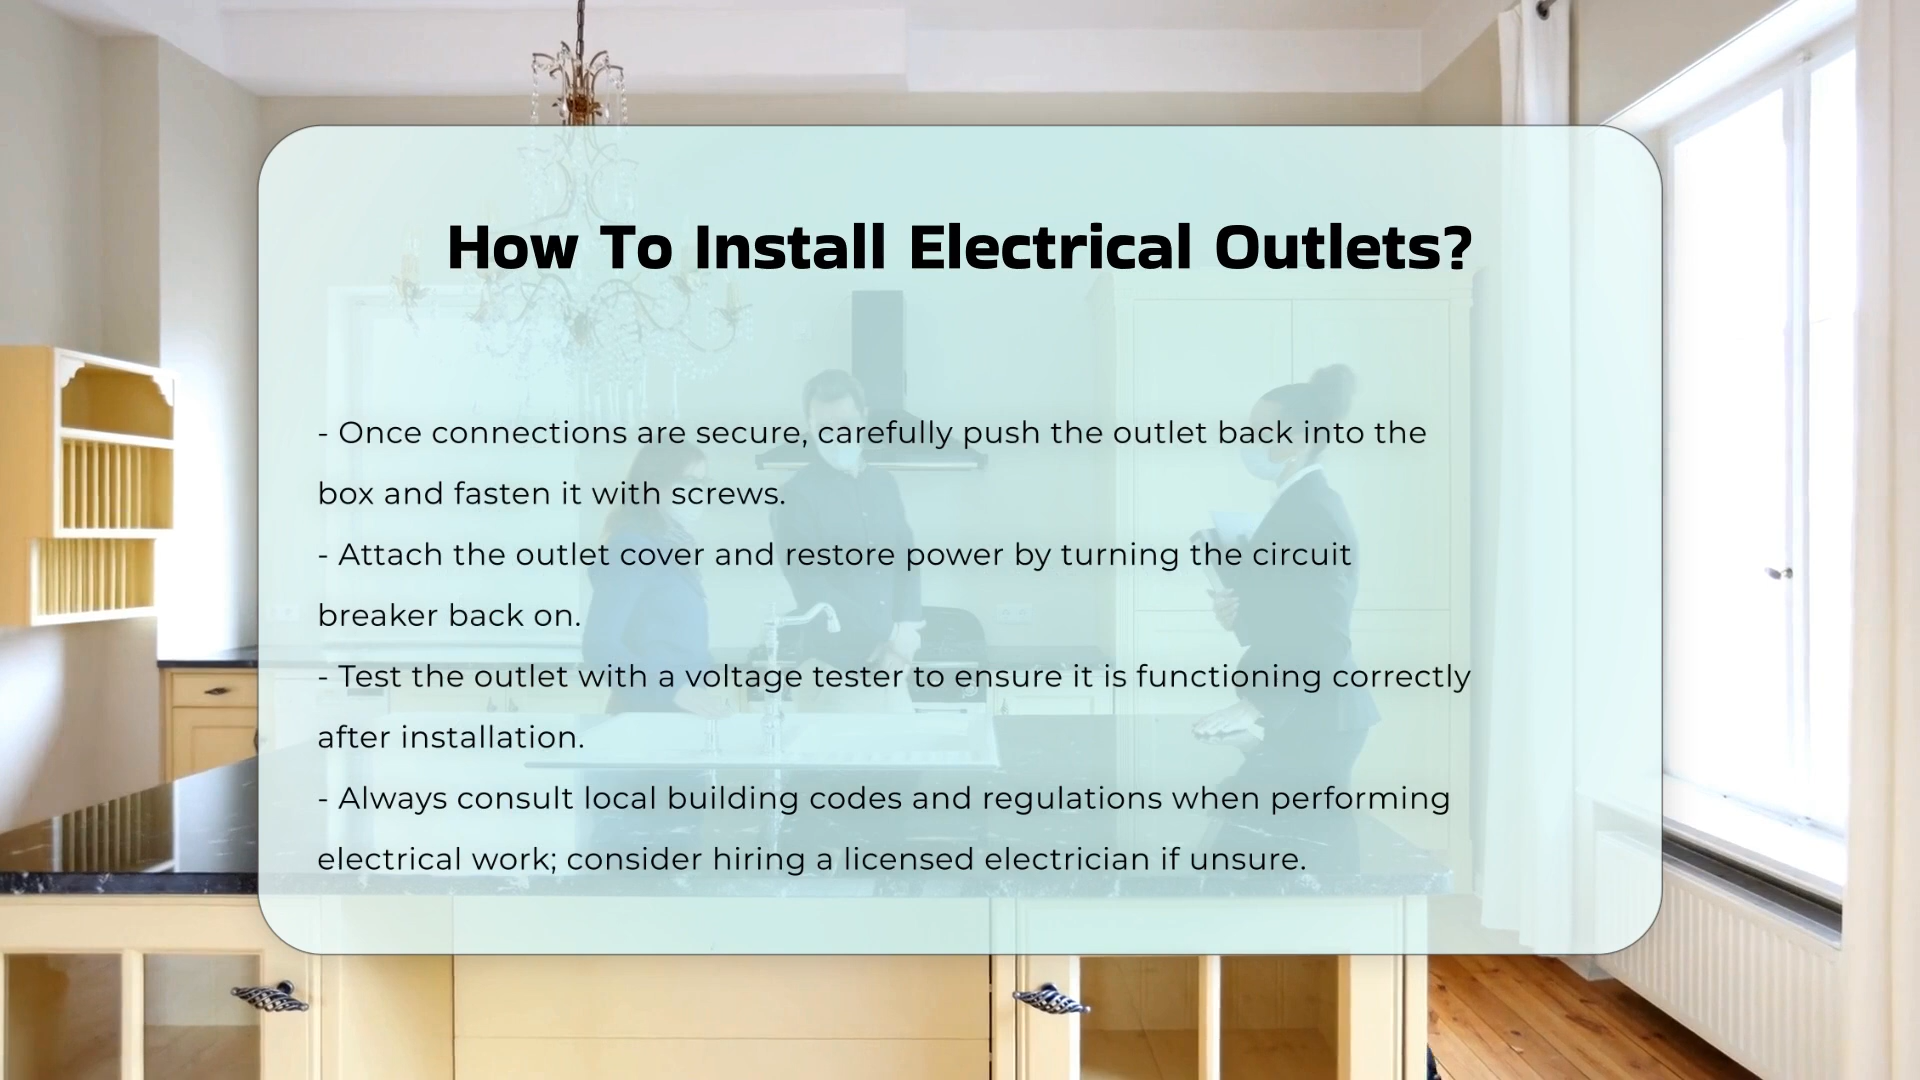 How To Install Electrical Outlets?
- Once connections are secure, carefully push the outlet back into the
box and fasten it with screws.
- Attach the outlet cover and restore power by turning the circuit
breaker back on.
- Test the outlet with a voltage tester to ensure it is functioning correctly
after installation.
- Always consult local building codes and regulations when performing
electrical work; consider hiring a licensed electrician if unsure.